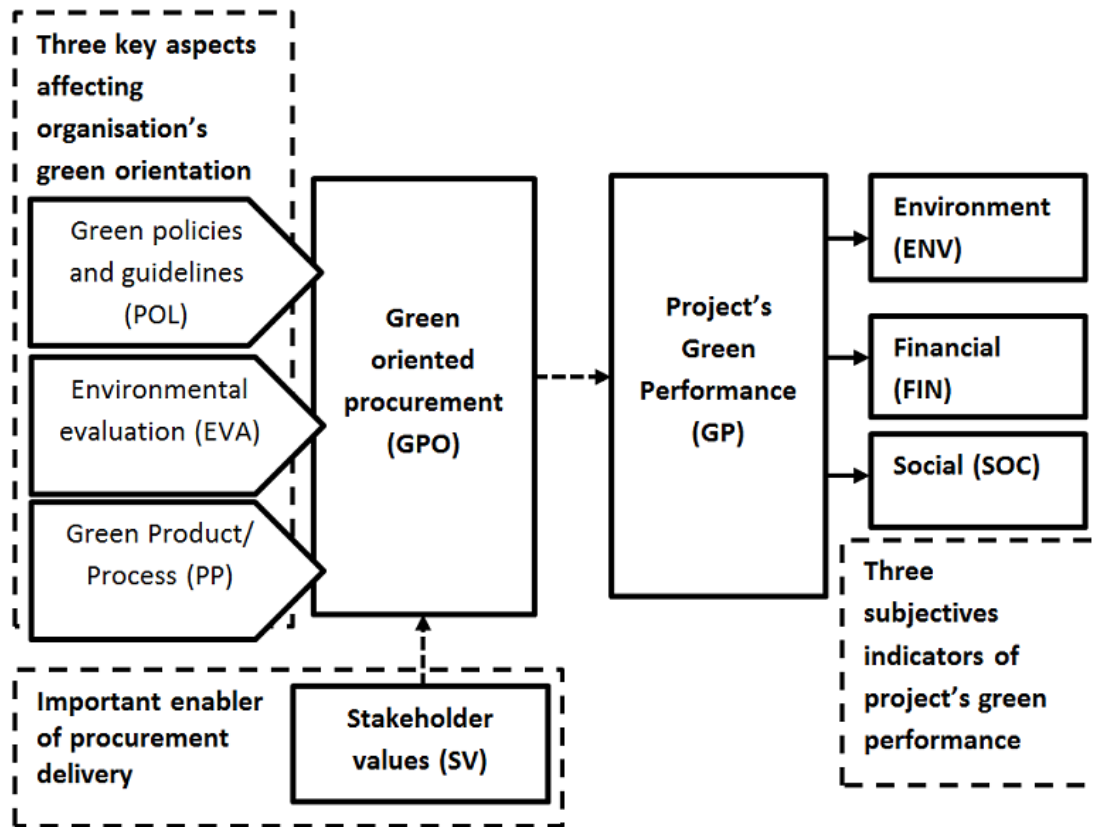 Three key aspects
affecting
organisation's
green orientation
Green policies
and guidelines
(POL)
Environmental
evaluation (EVA)
Green Product/
Process (PP)
Green
oriented
procurement
(GPO)
Project's
Green
Performance
(GP)
Environment
(ENV)
Financial
(FIN)
Social (SOC)
Three
subjectives
indicators of
project's green
performance
Important enabler
of procurement
delivery
Stakeholder
values (SV)